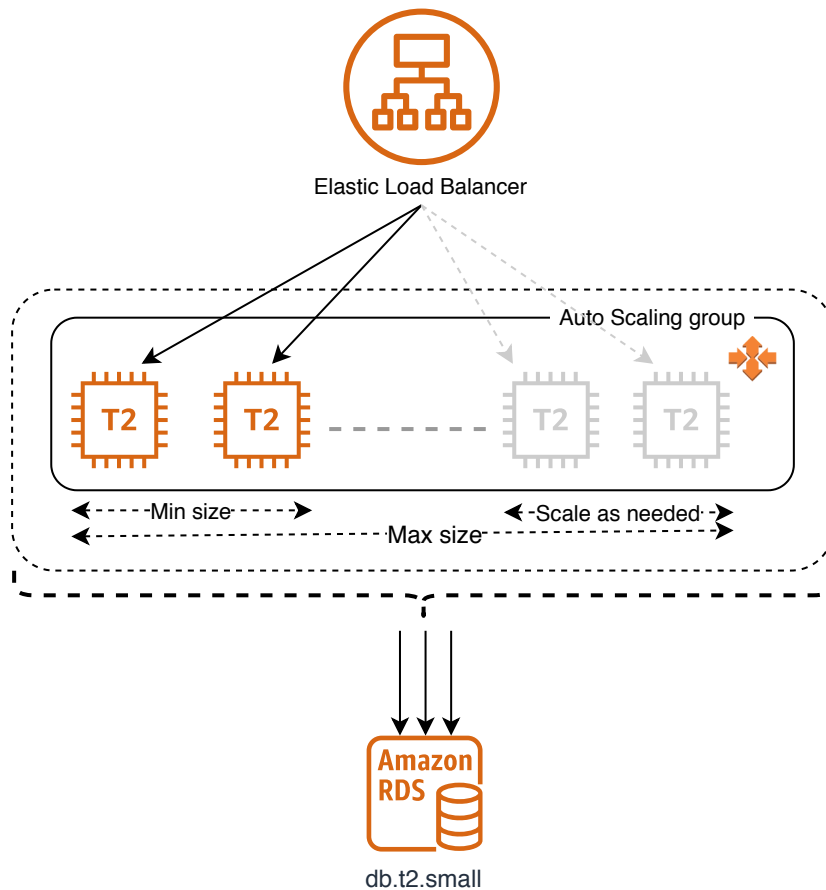 Elastic Load Balancer
Auto Scaling group
T2
T2
T2
T2
Min size
Scale as needed
Max size
Amazon
RDS
db.t2.small